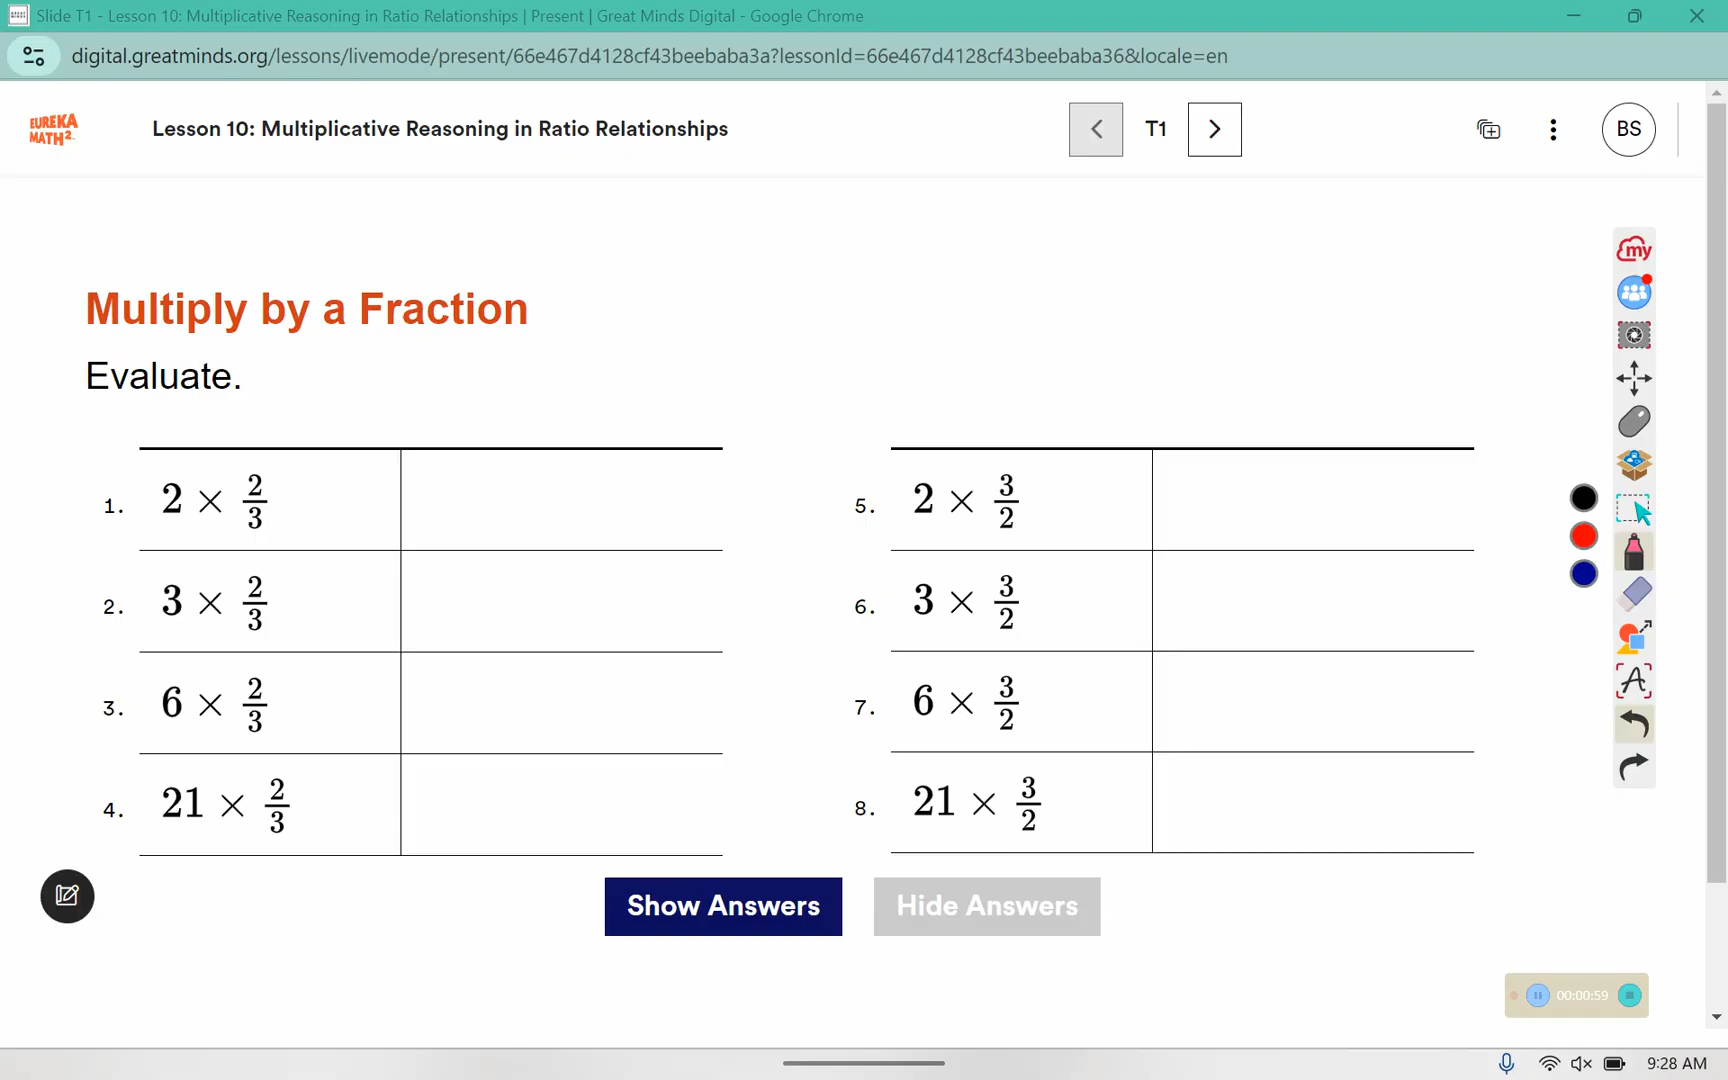 Slide T1 - Lesson 10: Multiplicative Reasoning in Ratio Relationships | Present | Great Minds Digital - Google Chrome
digital.greatminds.org/lessons/livemode/present/66e467d4128cf43beebaba3a?lessonId=66e467d4128cf43beebaba36&locale=en
EUREKA
MATH²
Lesson 10: Multiplicative Reasoning in Ratio Relationships
T1
BS
my
Multiply by a Fraction
Evaluate.
1. 2 × 2/3
2. 3 × 2/3
3. 6 × 2/3
4. 21 × 2/3
5. 2 × 3/2
6. 3 × 3/2
7. 6 × 3/2
8. 21 × 3/2
A
Show Answers
Hide Answers
00:00:59
9:28 AM